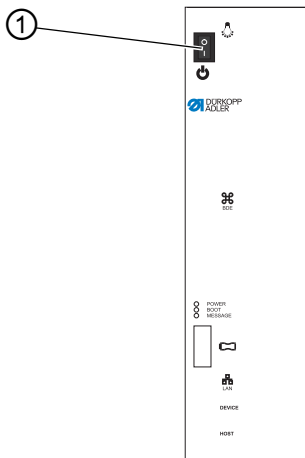 1
O
I
DÜRKOPP
ADLER
BDE
POWER
BOOT
MESSAGE
LAN
DEVICE
HOST